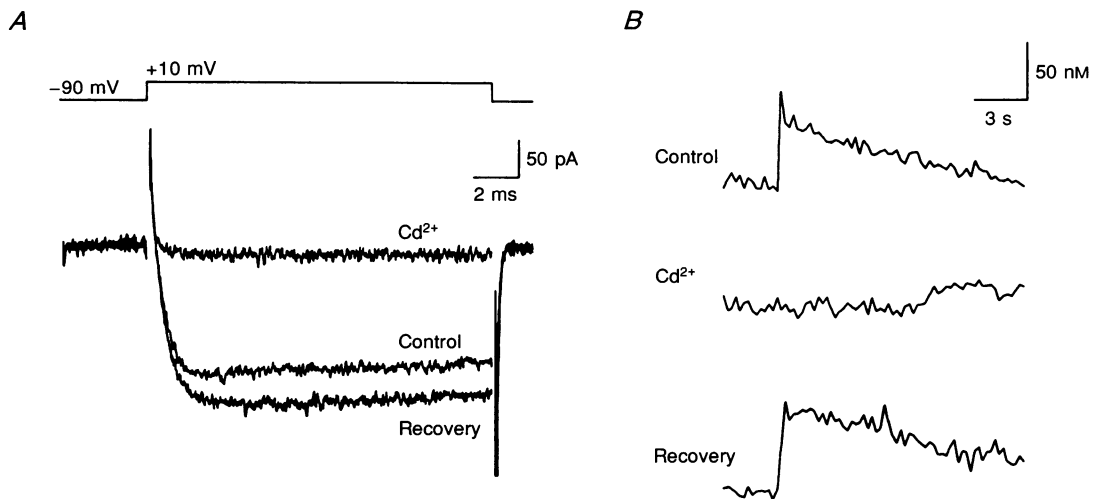 A
−90 mV
+10 mV
50 pA
2 ms
Cd²⁺
Control
Recovery
B
50 nM
3 s
Control
Cd²⁺
Recovery